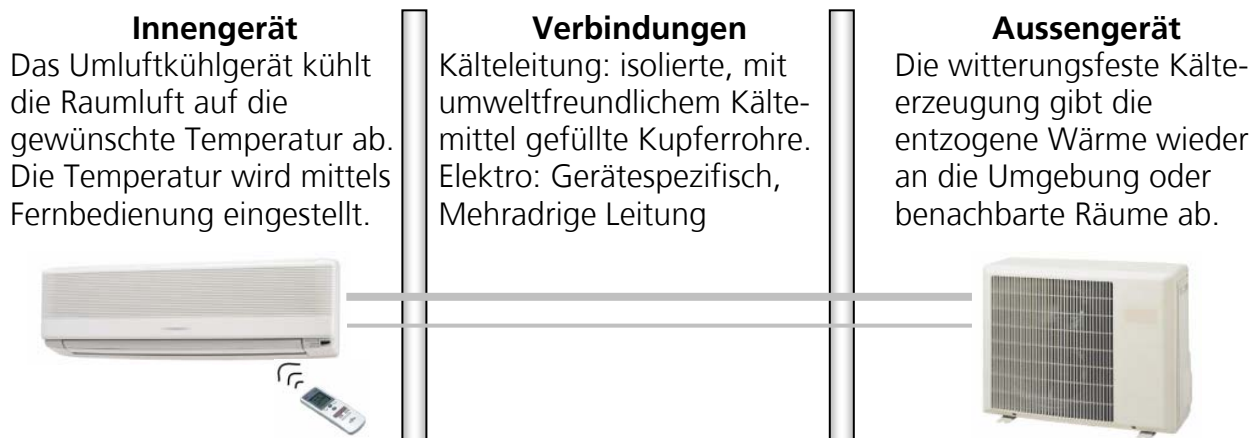 Innengerät
Das Umluftkühlgerät kühlt
die Raumluft auf die
gewünschte Temperatur ab.
Die Temperatur wird mittels
Fernbedienung eingestellt.
Verbindungen
Kälteleitung: isolierte, mit
umweltfreundlichem Kälte-
mittel gefüllte Kupferrohre.
Elektro: Gerätespezifisch,
Mehradrige Leitung
Aussengerät
Die witterungsfeste Kälte-
erzeugung gibt die
entzogene Wärme wieder
an die Umgebung oder
benachbarte Räume ab.